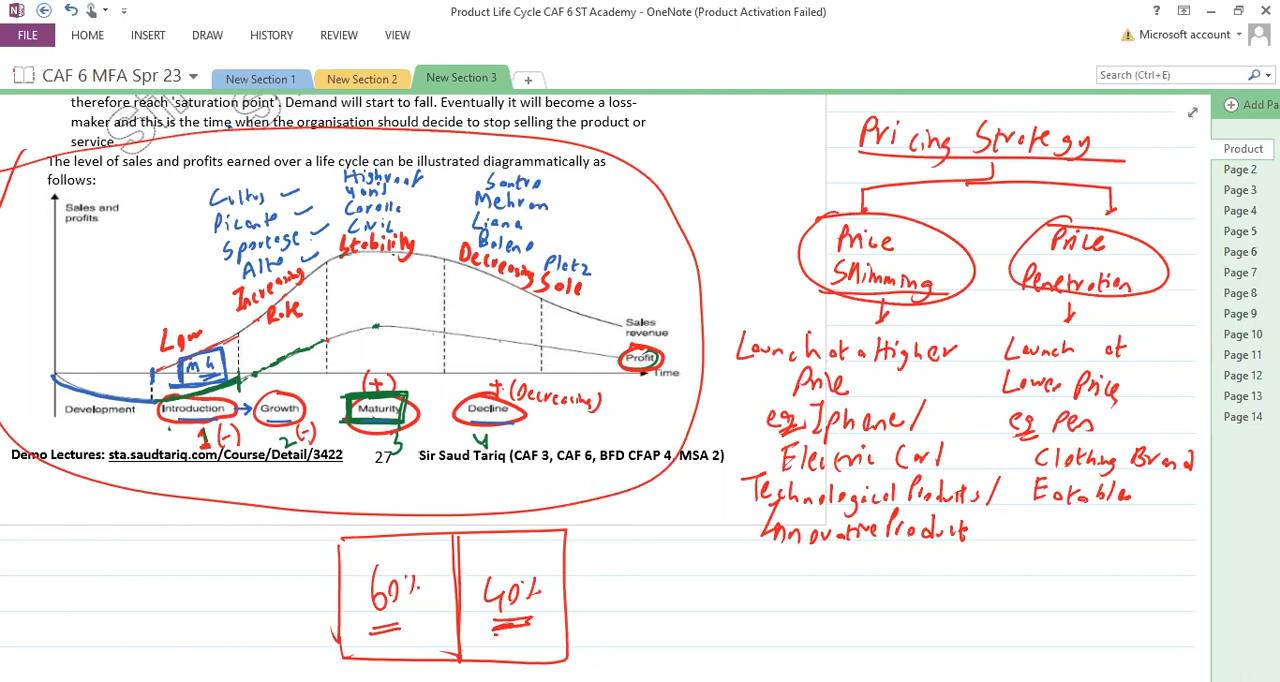 Product Life Cycle CAF 6 ST Academy - OneNote (Product Activation Failed)
FILE HOME INSERT DRAW HISTORY REVIEW VIEW
Microsoft account
CAF 6 MFA Spr 23
New Section 1 New Section 2 New Section 3
Search (Ctrl+E)
Add Pa
therefore reach 'saturation point'. Demand will start to fall. Eventually it will become a loss-
maker and this is the time when the organisation should decide to stop selling the product or
service.
The level of sales and profits earned over a life cycle can be illustrated diagrammatically as
follows:
Sales and
profits
Cultus
Picanto
Sportage
Alto
Increasing
Rate
Low
Highroof
Yaris
Corolla
Civic
Stability
Santro
Mehran
Liana
Baleno
Platz
Decreasing
Sale
Sales
revenue
Profit
Time
(+)
+ (Decreasing)
Development Introduction Growth Maturity Decline
1 (-) 2 (-) 3 4
Demo Lectures: sta.saudtariq.com/Course/Detail/3422 27 Sir Saud Tariq (CAF 3, CAF 6, BFD CFAP 4, MSA 2)
60% 40%
Pricing Strategy
Price
Skimming
Launch at a Higher
Price
eg Iphone/
Electric Car/
Technological Products/
Innovative Product
Price
Penetration
Launch at
Lower Price
eg Pen
Clothing Brand
Eatables
Product
Page 2
Page 3
Page 4
Page 5
Page 6
Page 7
Page 8
Page 9
Page 10
Page 11
Page 12
Page 13
Page 14